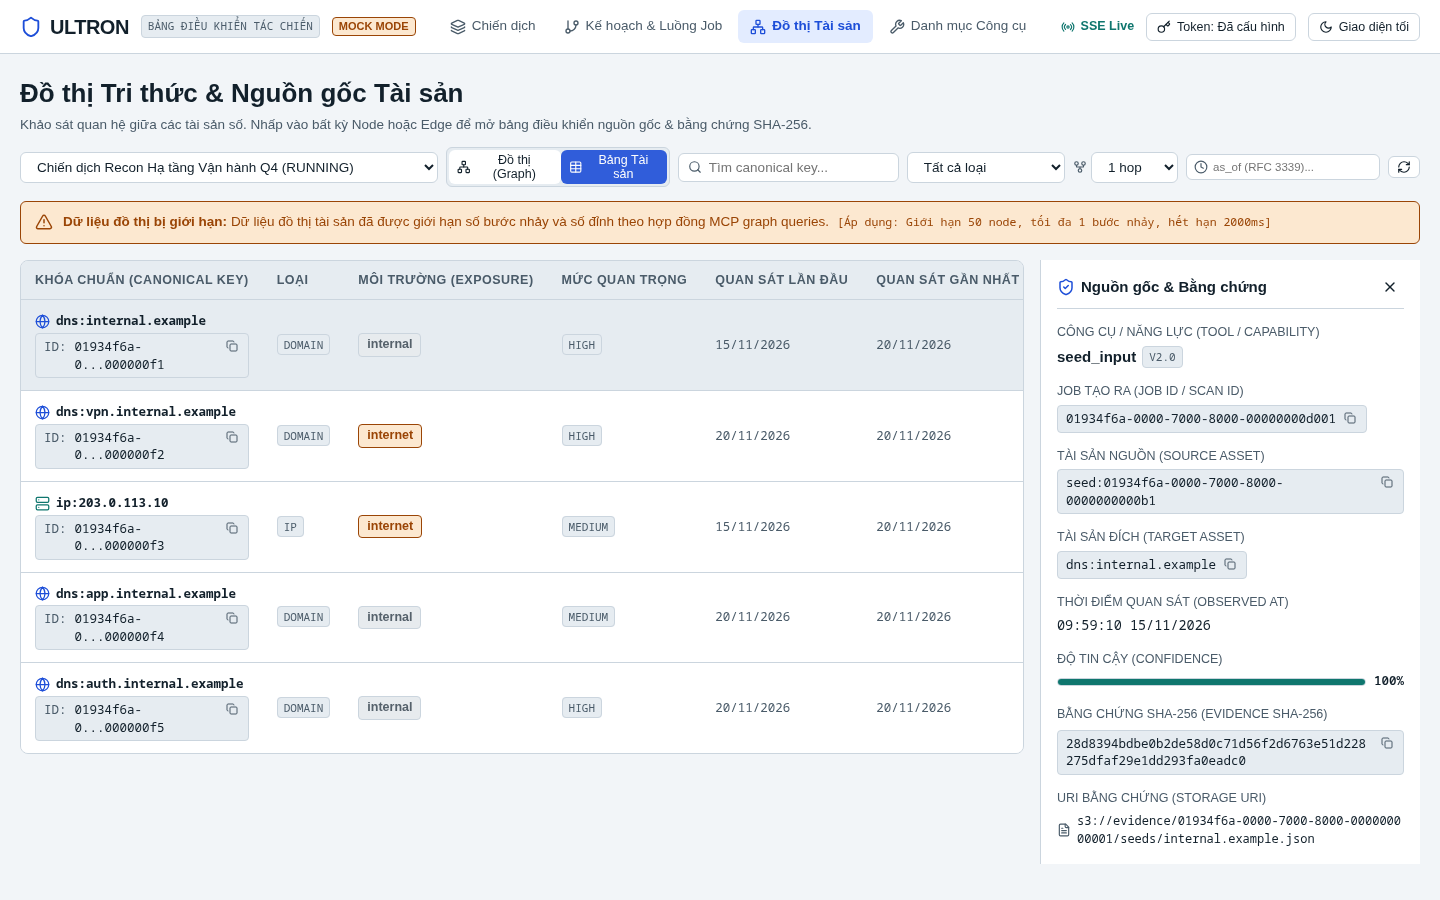 ULTRON BẢNG ĐIỀU KHIỂN TÁC CHIẾN MOCK MODE Chiến dịch Kế hoạch & Luồng Job Đồ thị Tài sản Danh mục Công cụ SSE Live Token: Đã cấu hình Giao diện tối
Đồ thị Tri thức & Nguồn gốc Tài sản
Khảo sát quan hệ giữa các tài sản số. Nhấp vào bất kỳ Node hoặc Edge để mở bảng điều khiển nguồn gốc & bằng chứng SHA-256.
Chiến dịch Recon Hạ tầng Vận hành Q4 (RUNNING) Đồ thị (Graph) Bảng Tài sản Tìm canonical key... Tất cả loại 1 hop as_of (RFC 3339)...
Dữ liệu đồ thị bị giới hạn: Dữ liệu đồ thị tài sản đã được giới hạn số bước nhảy và số đỉnh theo hợp đồng MCP graph queries. [Áp dụng: Giới hạn 50 node, tối đa 1 bước nhảy, hết hạn 2000ms]
KHÓA CHUẨN (CANONICAL KEY) LOẠI MÔI TRƯỜNG (EXPOSURE) MỨC QUAN TRỌNG QUAN SÁT LẦN ĐẦU QUAN SÁT GẦN NHẤT
dns:internal.example
ID: 01934f6a-
0...000000f1
DOMAIN internal HIGH 15/11/2026 20/11/2026
dns:vpn.internal.example
ID: 01934f6a-
0...000000f2
DOMAIN internet HIGH 20/11/2026 20/11/2026
ip:203.0.113.10
ID: 01934f6a-
0...000000f3
IP internet MEDIUM 15/11/2026 20/11/2026
dns:app.internal.example
ID: 01934f6a-
0...000000f4
DOMAIN internal MEDIUM 20/11/2026 20/11/2026
dns:auth.internal.example
ID: 01934f6a-
0...000000f5
DOMAIN internal HIGH 20/11/2026 20/11/2026
Nguồn gốc & Bằng chứng
CÔNG CỤ / NĂNG LỰC (TOOL / CAPABILITY)
seed_input V2.0
JOB TẠO RA (JOB ID / SCAN ID)
01934f6a-0000-7000-8000-00000000d001
TÀI SẢN NGUỒN (SOURCE ASSET)
seed:01934f6a-0000-7000-8000-
0000000000b1
TÀI SẢN ĐÍCH (TARGET ASSET)
dns:internal.example
THỜI ĐIỂM QUAN SÁT (OBSERVED AT)
09:59:10 15/11/2026
ĐỘ TIN CẬY (CONFIDENCE)
100%
BẰNG CHỨNG SHA-256 (EVIDENCE SHA-256)
28d8394bdbe0b2de58d0c71d56f2d6763e51d228
275dfaf29e1dd293fa0eadc0
URI BẰNG CHỨNG (STORAGE URI)
s3://evidence/01934f6a-0000-7000-8000-0000000
00001/seeds/internal.example.json